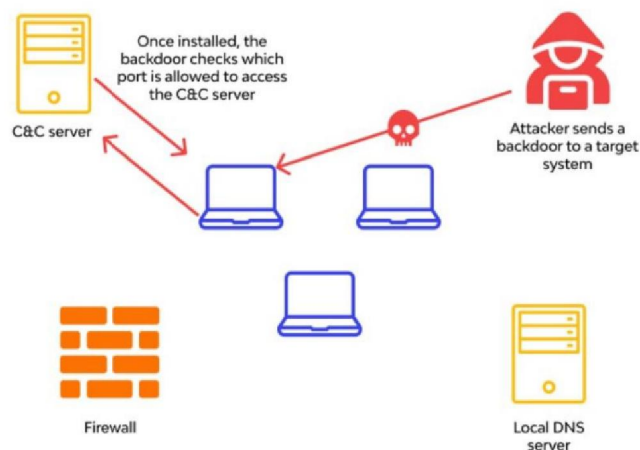 Once installed, the
backdoor checks which
port is allowed to access
the C&C server
C&C server
Attacker sends a
backdoor to a target
system
Firewall
Local DNS
server